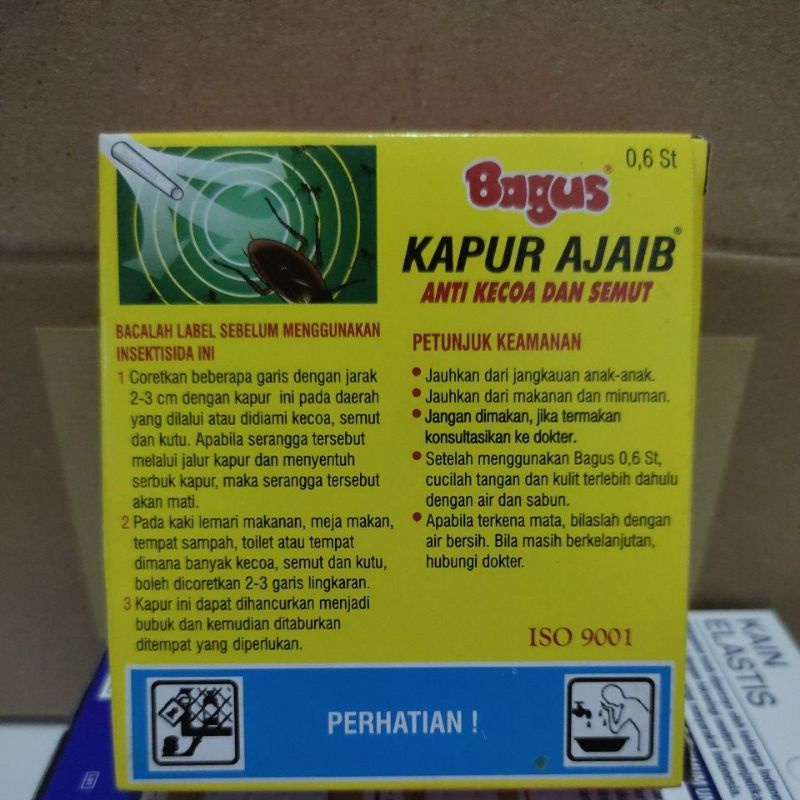 Bagus®
0,6 St
KAPUR AJAIB®
ANTI KECOA DAN SEMUT
BACALAH LABEL SEBELUM MENGGUNAKAN
INSEKTISIDA INI
1 Coretkan beberapa garis dengan jarak
2-3 cm dengan kapur ini pada daerah
yang dilalui atau didiami kecoa, semut
dan kutu. Apabila serangga tersebut
melalui jalur kapur dan menyentuh
serbuk kapur, maka serangga tersebut
akan mati.
2 Pada kaki lemari makanan, meja makan,
tempat sampah, toilet atau tempat
dimana banyak kecoa, semut dan kutu,
boleh dicoretkan 2-3 garis lingkaran.
3 Kapur ini dapat dihancurkan menjadi
bubuk dan kemudian ditaburkan
ditempat yang diperlukan.
PETUNJUK KEAMANAN
• Jauhkan dari jangkauan anak-anak.
• Jauhkan dari makanan dan minuman.
• Jangan dimakan, jika termakan
konsultasikan ke dokter.
• Setelah menggunakan Bagus 0,6 St,
cucilah tangan dan kulit terlebih dahulu
dengan air dan sabun.
• Apabila terkena mata, bilaslah dengan
air bersih. Bila masih berkelanjutan,
hubungi dokter.
ISO 9001
PERHATIAN !
KAIN
ELASTIS